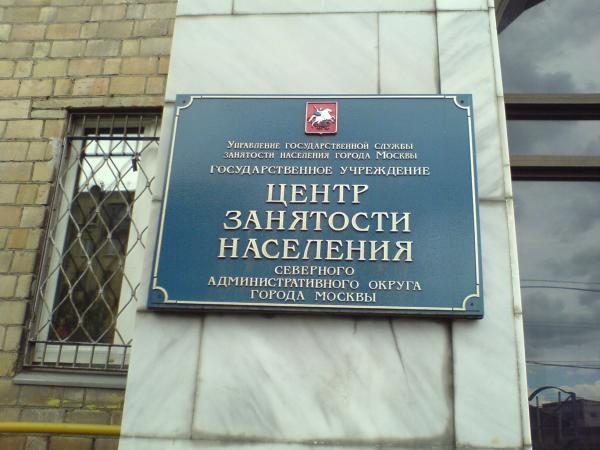 Управление государственной службы
занятости населения города Москвы
ГОСУДАРСТВЕННОЕ УЧРЕЖДЕНИЕ
ЦЕНТР
ЗАНЯТОСТИ
НАСЕЛЕНИЯ
СЕВЕРНОГО
АДМИНИСТРАТИВНОГО ОКРУГА
ГОРОДА МОСКВЫ